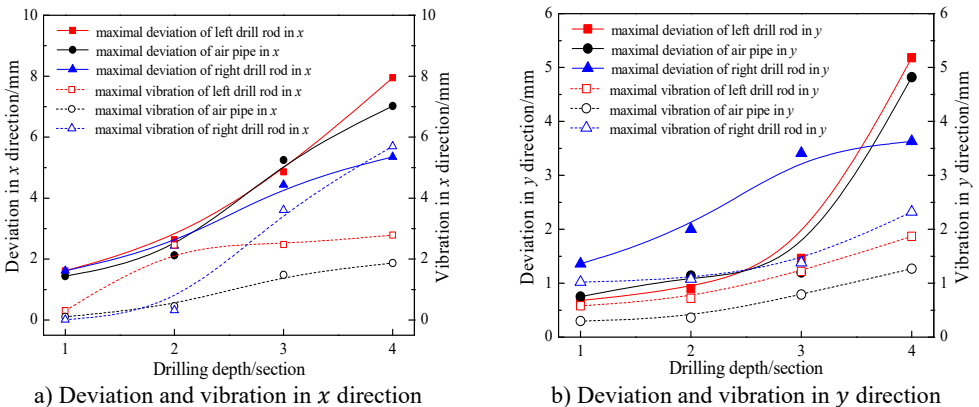 a)
maximal deviation of left drill rod in x
maximal deviation of air pipe in x
maximal deviation of right drill rod in x
maximal vibration of left drill rod in x
maximal vibration of air pipe in x
maximal vibration of right drill rod in x
Deviation in x direction/mm
10
8
6
4
2
0
Vibration in x direction/mm
10
8
6
4
2
0
1 2 3 4
Drilling depth/section
a) Deviation and vibration in x direction
b)
maximal deviation of left drill rod in y
maximal deviation of air pipe in y
maximal deviation of right drill rod in y
maximal vibration of left drill rod in y
maximal vibration of air pipe in y
maximal vibration of right drill rod in y
Deviation in y direction/mm
6
5
4
3
2
1
0
Vibration in y direction/mm
6
5
4
3
2
1
0
1 2 3 4
Drilling depth/section
b) Deviation and vibration in y direction